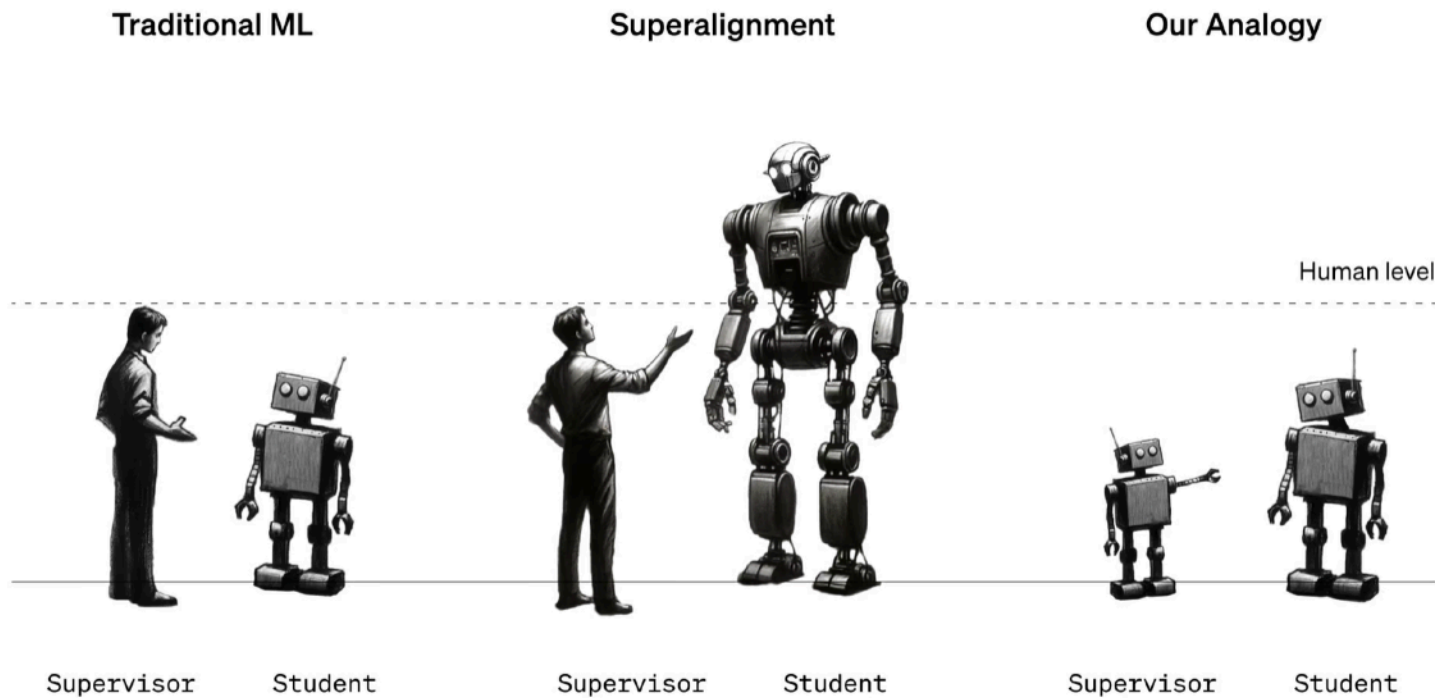 Traditional ML
Superalignment
Our Analogy
Human level
Supervisor
Student
Supervisor
Student
Supervisor
Student